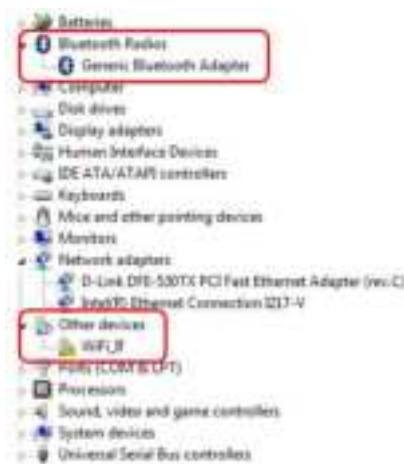 Batteries
Bluetooth Radios
Generic Bluetooth Adapter
Computer
Disk drives
Display adapters
Human Interface Devices
IDE ATA/ATAPI controllers
Keyboards
Mice and other pointing devices
Monitors
Network adapters
D-Link DFE-530TX PCI Fast Ethernet Adapter (rev.C)
Intel(R) Ethernet Connection I217-V
Other devices
WiFi_If
Ports (COM & LPT)
Processors
Sound, video and game controllers
System devices
Universal Serial Bus controllers